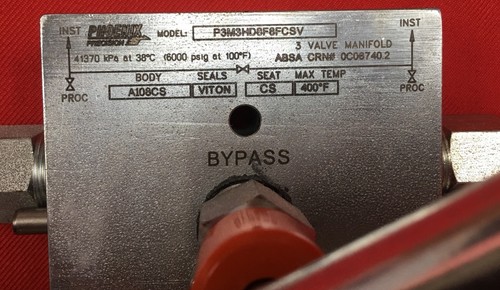 INST PHOENIX PRECISION MODEL: P3M3HD8F8FCSV INST
3 VALVE MANIFOLD
41370 kPa at 38°C (6000 psig at 100°F) ABSA CRN# 0C06740.2
PROC BODY SEALS SEAT MAX TEMP PROC
A108CS VITON CS 400°F
BYPASS